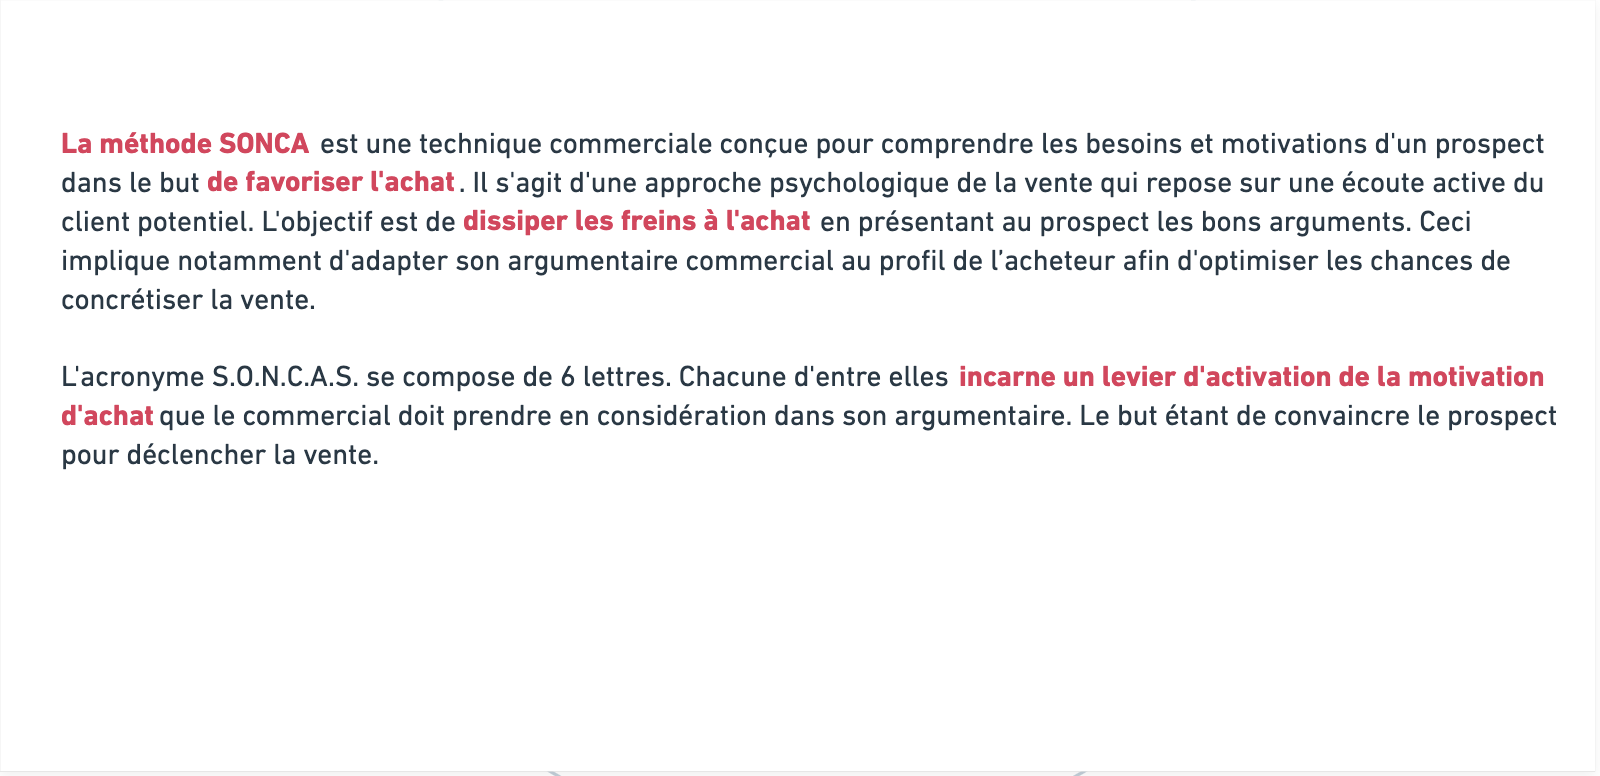 La méthode SONCA est une technique commerciale conçue pour comprendre les besoins et motivations d'un prospect
dans le but de favoriser l'achat. Il s'agit d'une approche psychologique de la vente qui repose sur une écoute active du
client potentiel. L'objectif est de dissiper les freins à l'achat en présentant au prospect les bons arguments. Ceci
implique notamment d'adapter son argumentaire commercial au profil de l’acheteur afin d'optimiser les chances de
concrétiser la vente.
L'acronyme S.O.N.C.A.S. se compose de 6 lettres. Chacune d'entre elles incarne un levier d'activation de la motivation
d'achat que le commercial doit prendre en considération dans son argumentaire. Le but étant de convaincre le prospect
pour déclencher la vente.